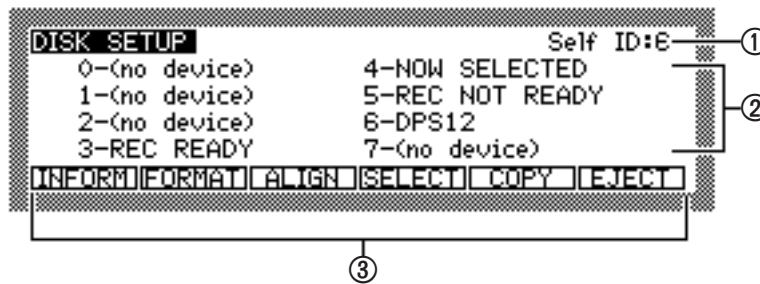 DISK SETUP Self ID:6 ①
0-(no device) 4-NOW SELECTED
1-(no device) 5-REC NOT READY
2-(no device) 6-DPS12
3-REC READY 7-(no device)
②
INFORM FORMAT ALIGN SELECT COPY EJECT
③